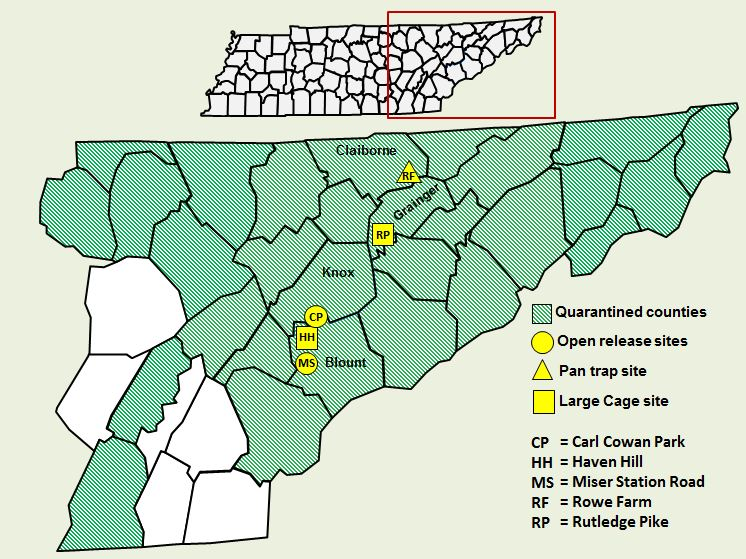 Claiborne
RF
Grainger
RP
Knox
CP
HH
MS
Blount
Quarantined counties
Open release sites
Pan trap site
Large Cage site
CP = Carl Cowan Park
HH = Haven Hill
MS = Miser Station Road
RF = Rowe Farm
RP = Rutledge Pike